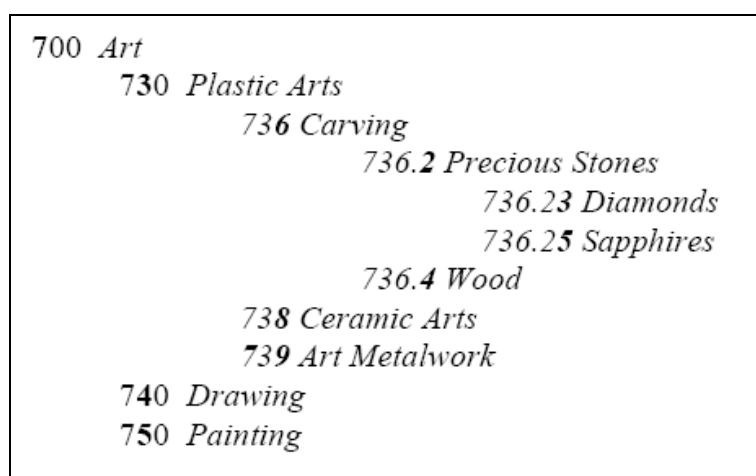 700 Art
730 Plastic Arts
736 Carving
736.2 Precious Stones
736.23 Diamonds
736.25 Sapphires
736.4 Wood
738 Ceramic Arts
739 Art Metalwork
740 Drawing
750 Painting